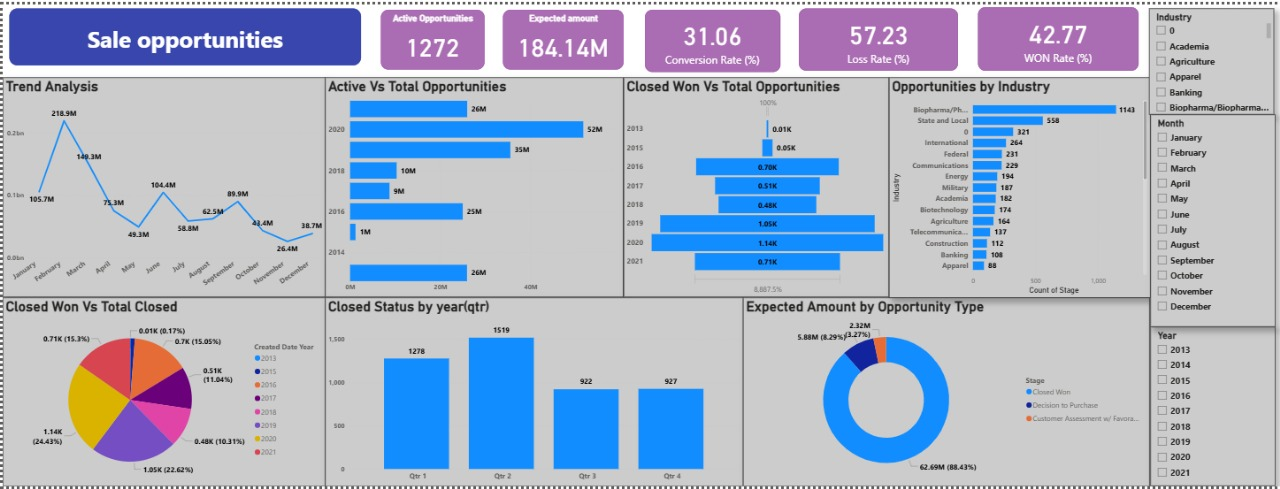 Sale opportunities
Active Opportunities
1272
Expected amount
184.14M
31.06
Conversion Rate (%)
57.23
Loss Rate (%)
42.77
WON Rate (%)
Industry
0
Academia
Agriculture
Apparel
Banking
Biopharma/Biopharma...
Month
January
February
March
April
May
June
July
August
September
October
November
December
Year
2013
2014
2015
2016
2017
2018
2019
2020
2021
Trend Analysis
0.2bn
0.1bn
0.0bn
105.7M
218.9M
149.3M
75.3M
49.3M
104.4M
58.8M
62.5M
89.9M
43.4M
26.4M
38.7M
January
February
March
April
May
June
July
August
September
October
November
December
Active Vs Total Opportunities
26M
2020
52M
35M
2018
10M
9M
2016
25M
1M
2014
26M
0M
20M
40M
Closed Won Vs Total Opportunities
100%
2013
0.01K
2015
0.05K
2016
0.70K
2017
0.51K
2018
0.48K
2019
1.05K
2020
1.14K
2021
0.71K
6,887.5%
Opportunities by Industry
Industry
Biopharma/Ph...
1143
State and Local
558
0
321
International
264
Federal
231
Communications
229
Energy
194
Military
187
Academia
182
Biotechnology
174
Agriculture
164
Telecommunica...
137
Construction
112
Banking
108
Apparel
88
0
500
1,000
Count of Stage
Closed Won Vs Total Closed
0.01K (0.17%)
0.7K (15.05%)
0.51K
(11.04%)
0.48K (10.31%)
1.05K (22.62%)
1.14K
(24.43%)
0.71K (15.3%)
Created Date Year
2013
2015
2016
2017
2018
2019
2020
2021
Closed Status by year(qtr)
1,500
1,000
500
0
1278
1519
922
927
Qtr 1
Qtr 2
Qtr 3
Qtr 4
Expected Amount by Opportunity Type
2.32M
(3.27%)
5.88M (8.29%)
62.69M (88.43%)
Stage
Closed Won
Decision to Purchase
Customer Assessment w/ Favora...